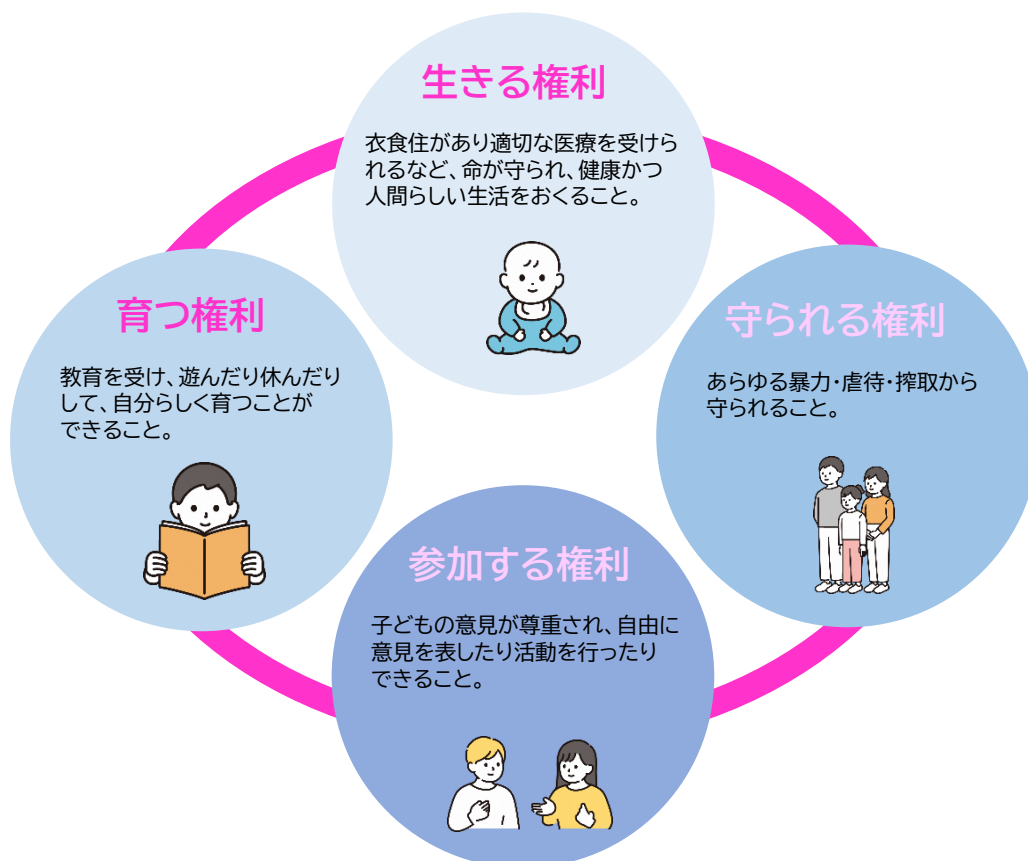 生きる権利
衣食住があり適切な医療を受けら
れるなど、命が守られ、健康かつ
人間らしい生活をおくること。
育つ権利
教育を受け、遊んだり休んだり
して、自分らしく育つことが
できること。
守られる権利
あらゆる暴力・虐待・搾取から
守られること。
参加する権利
子どもの意見が尊重され、自由に
意見を表したり活動を行ったり
できること。